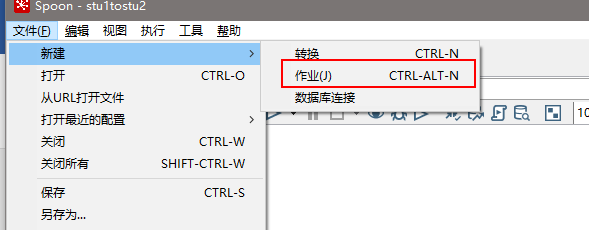 Spoon - stu1tostu2
文件(F) 编辑 视图 执行 工具 帮助
新建
打开 CTRL-O
从URL打开文件
打开最近的配置
关闭 CTRL-W
关闭所有 SHIFT-CTRL-W
保存 CTRL-S
另存为...
转换 CTRL-N
作业(J) CTRL-ALT-N
数据库连接
10